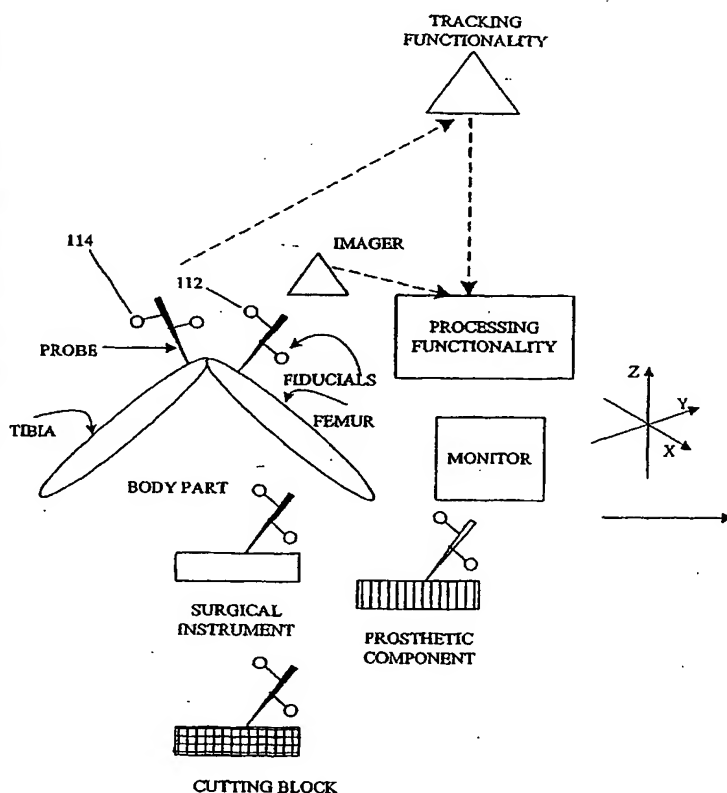 TRACKING
FUNCTIONALITY
114
112
IMAGER
PROBE
PROCESSING
FUNCTIONALITY
FIDUCIALS
FEMUR
TIBIA
Z
Y
X
MONITOR
BODY PART
SURGICAL
INSTRUMENT
PROSTHETIC
COMPONENT
CUTTING BLOCK